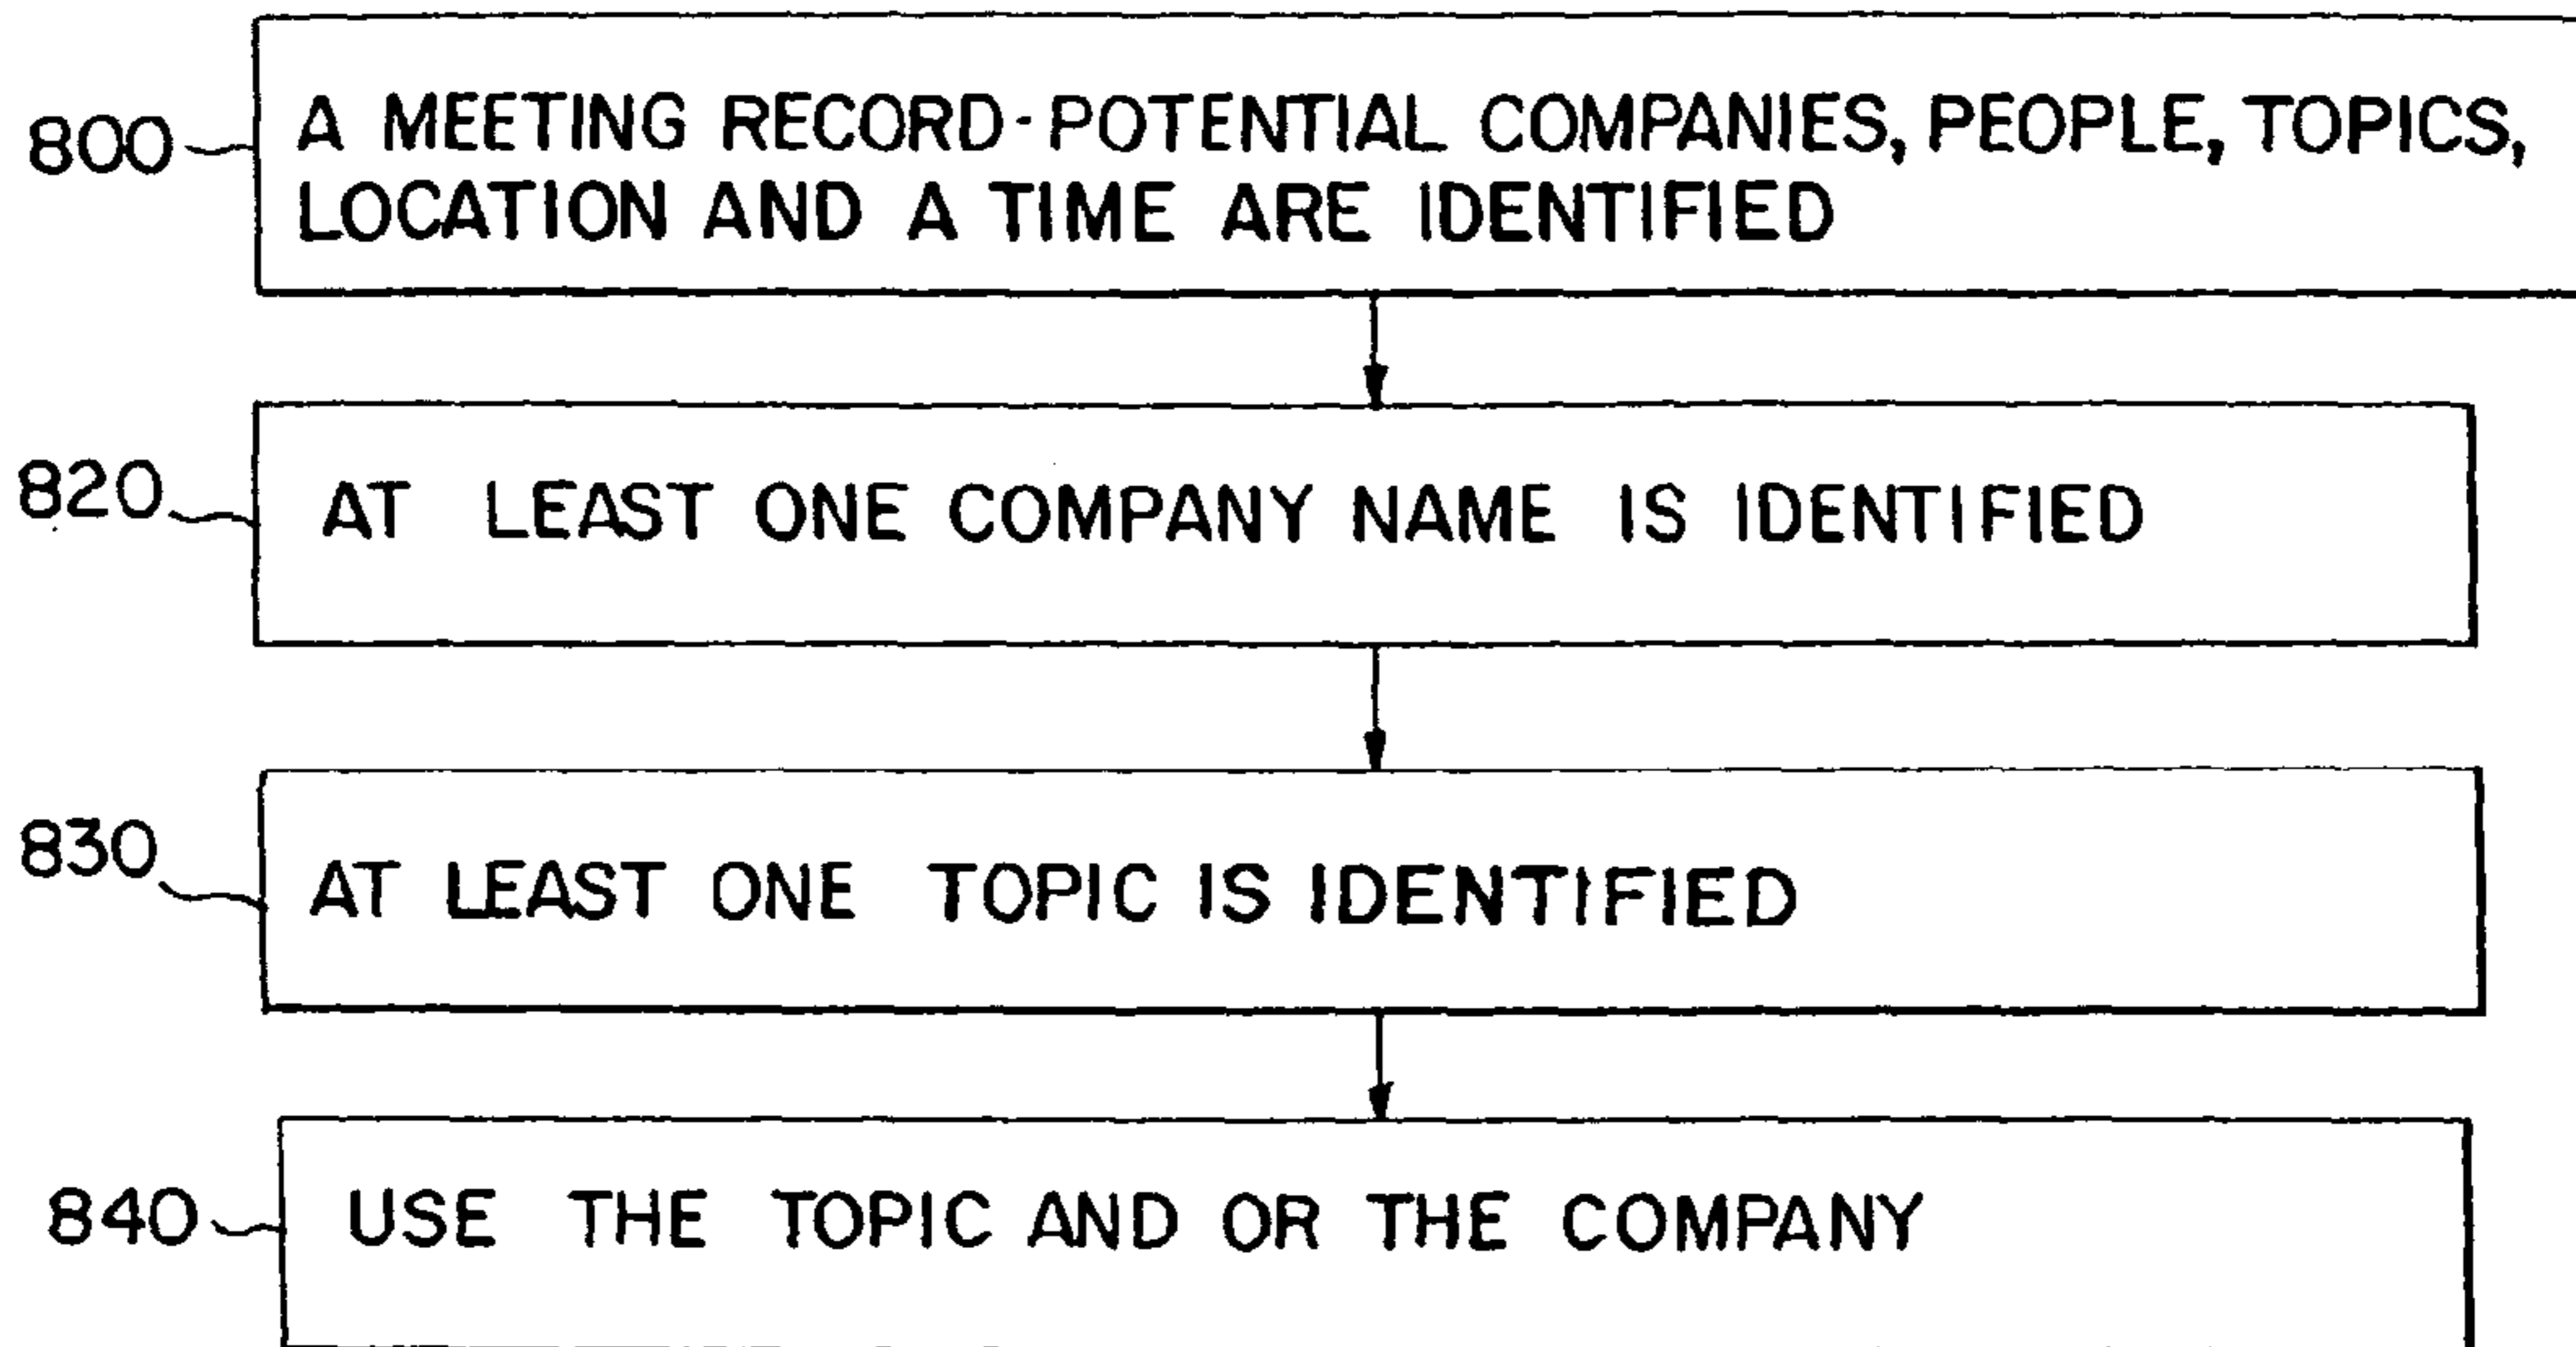 800
A MEETING RECORD-POTENTIAL COMPANIES, PEOPLE, TOPICS,
LOCATION AND A TIME ARE IDENTIFIED
820
AT LEAST ONE COMPANY NAME IS IDENTIFIED
830
AT LEAST ONE TOPIC IS IDENTIFIED
840
USE THE TOPIC AND OR THE COMPANY